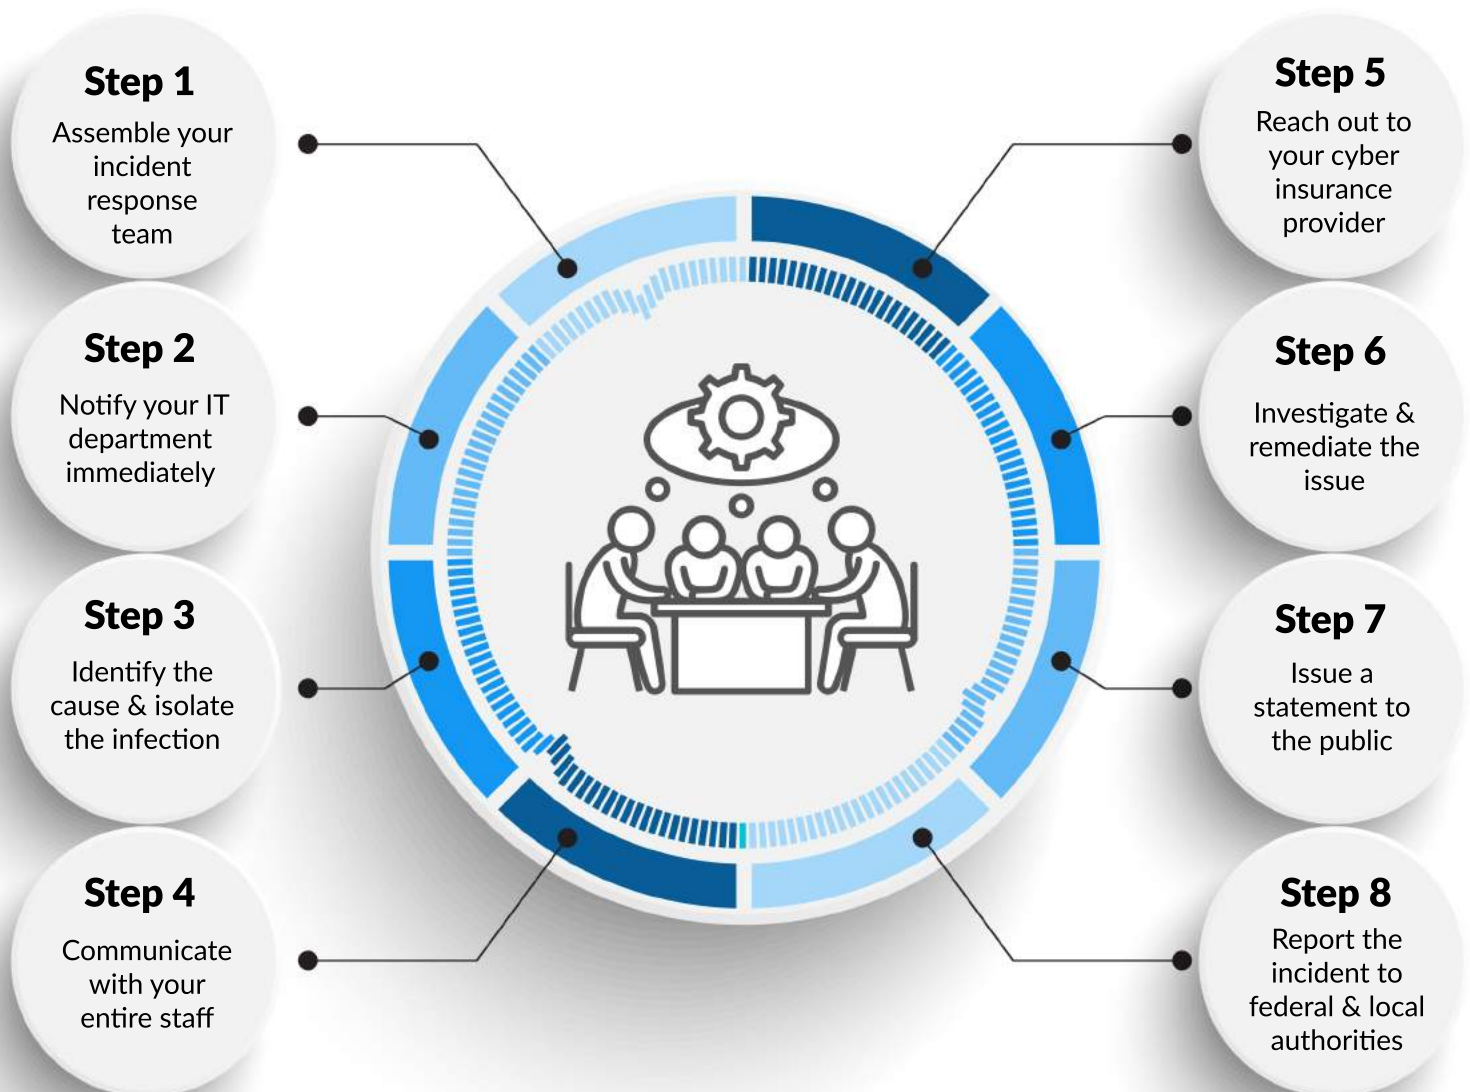 Step 1
Assemble your
incident
response
team
Step 2
Notify your IT
department
immediately
Step 3
Identify the
cause & isolate
the infection
Step 4
Communicate
with your
entire staff
Step 5
Reach out to
your cyber
insurance
provider
Step 6
Investigate &
remediate the
issue
Step 7
Issue a
statement to
the public
Step 8
Report the
incident to
federal & local
authorities